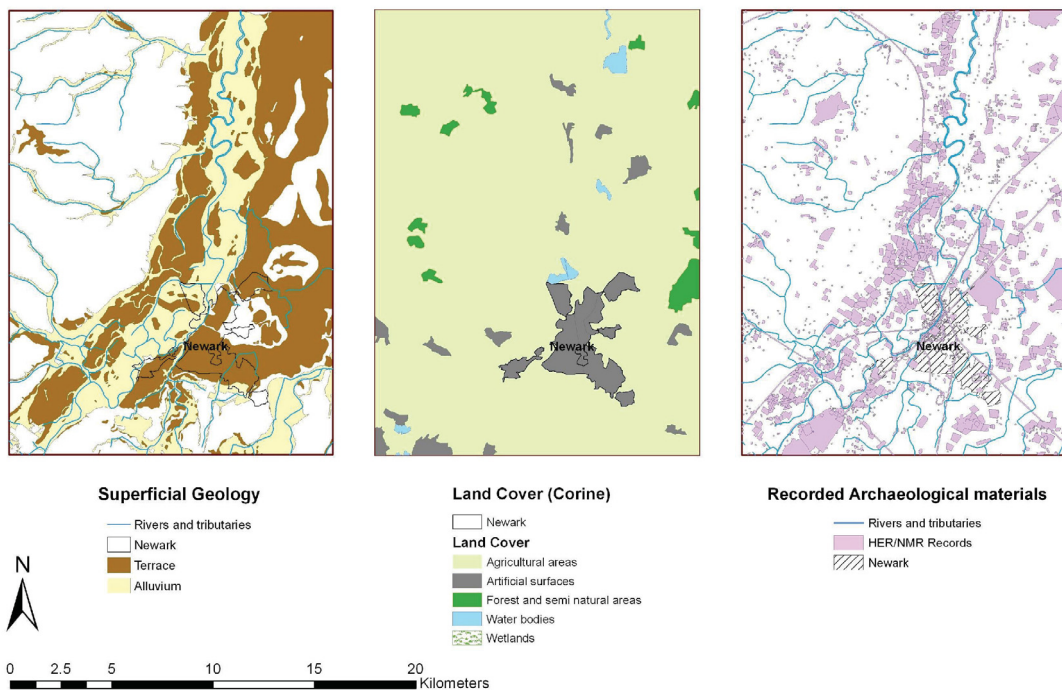 Newark
Newark
Newark
Superficial Geology
Rivers and tributaries
Newark
Terrace
Alluvium
Land Cover (Corine)
Newark
Land Cover
Agricultural areas
Artificial surfaces
Forest and semi natural areas
Water bodies
Wetlands
Recorded Archaeological materials
Rivers and tributaries
HER/NMR Records
Newark
N
0 2.5 5 10 15 20
Kilometers